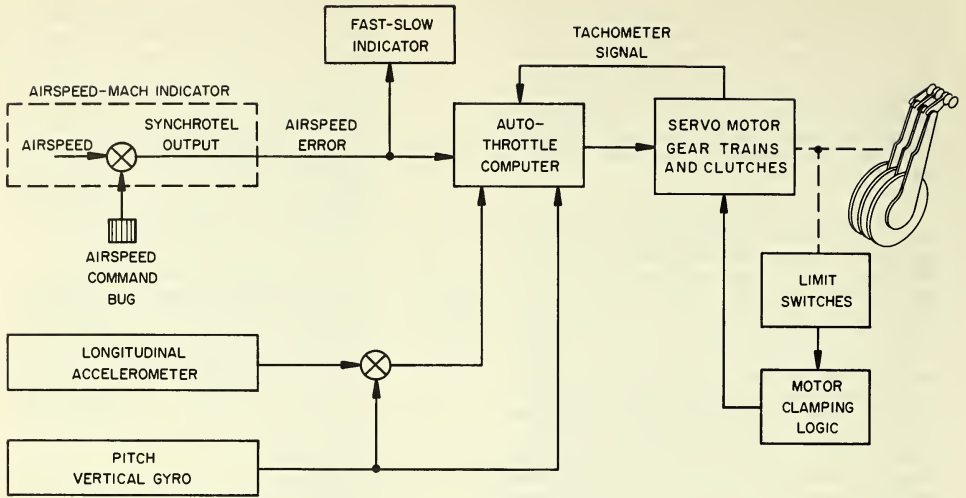 FAST-SLOW
INDICATOR
TACHOMETER
SIGNAL
AIRSPEED-MACH INDICATOR
AIRSPEED
SYNCHROTEL
OUTPUT
AIRSPEED
ERROR
AUTO-
THROTTLE
COMPUTER
SERVO MOTOR
GEAR TRAINS
AND CLUTCHES
AIRSPEED
COMMAND
BUG
LIMIT
SWITCHES
LONGITUDINAL
ACCELEROMETER
MOTOR
CLAMPING
LOGIC
PITCH
VERTICAL GYRO